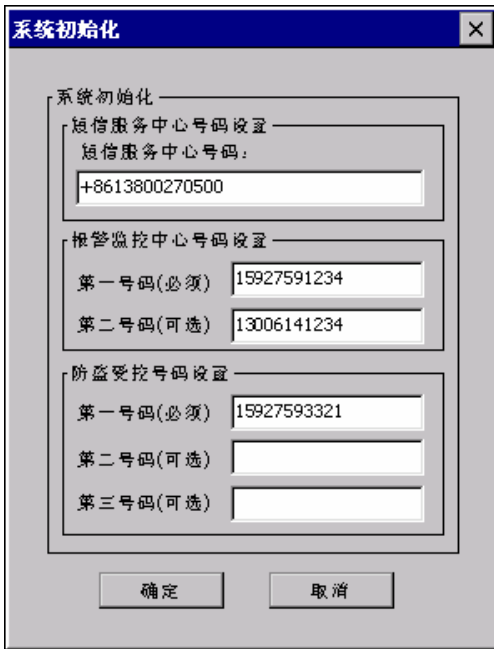 系统初始化
系统初始化
短信服务中心号码设置
短信服务中心号码:
+8613800270500
报警监控中心号码设置
第一号码(必须) 15927591234
第二号码(可选) 13006141234
防盗受控号码设置
第一号码(必须) 15927593321
第二号码(可选)
第三号码(可选)
确定 取消